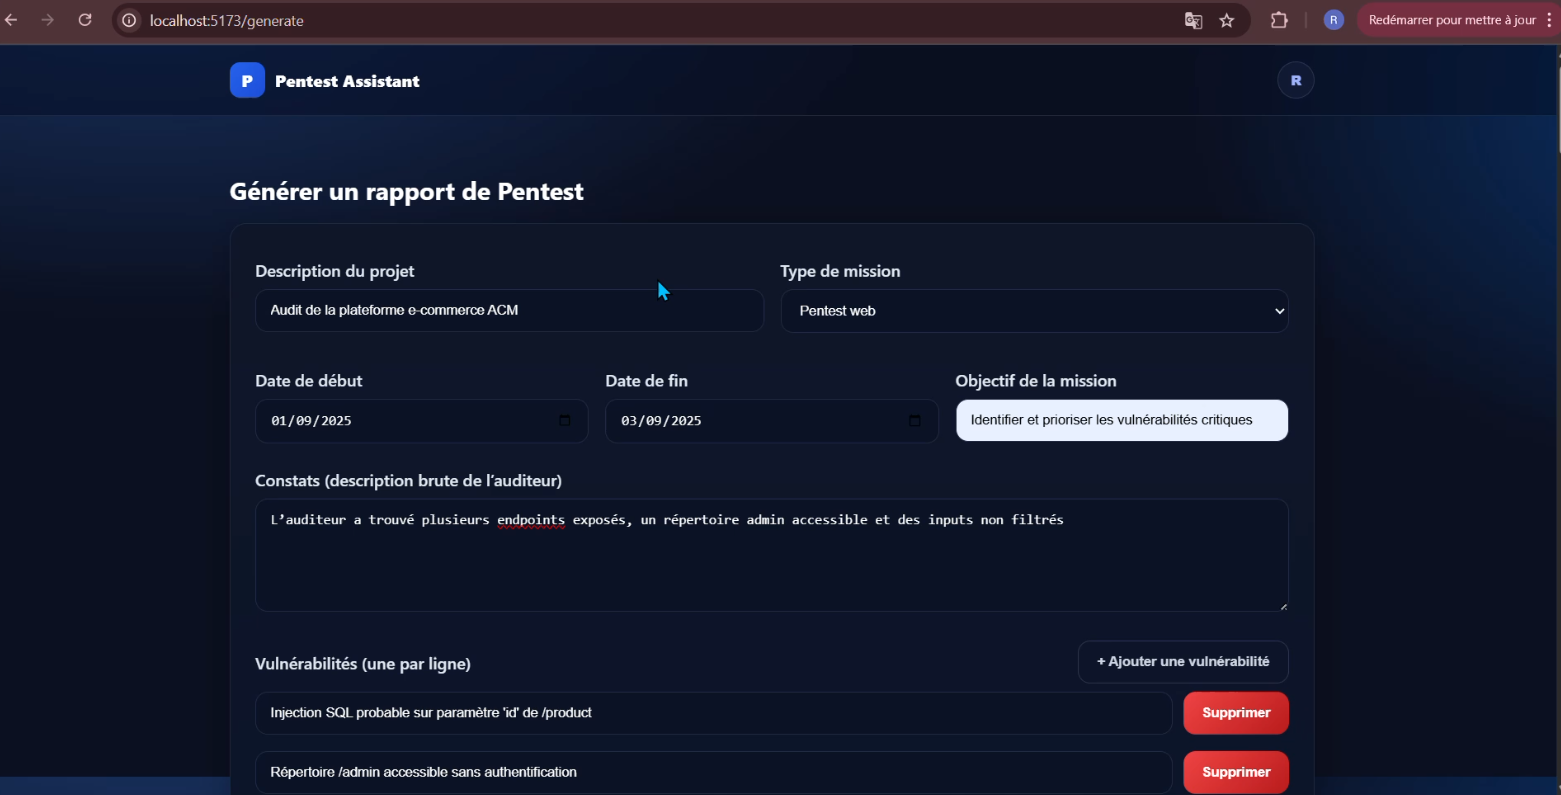 localhost:5173/generate
R
Redémarrer pour mettre à jour
P
Pentest Assistant
R
Générer un rapport de Pentest
Description du projet
Type de mission
Audit de la plateforme e-commerce ACM
Pentest web
Date de début
Date de fin
Objectif de la mission
01/09/2025
03/09/2025
Identifier et prioriser les vulnérabilités critiques
Constats (description brute de l’auditeur)
L’auditeur a trouvé plusieurs endpoints exposés, un répertoire admin accessible et des inputs non filtrés
Vulnérabilités (une par ligne)
+ Ajouter une vulnérabilité
Injection SQL probable sur paramètre 'id' de /product
Supprimer
Répertoire /admin accessible sans authentification
Supprimer